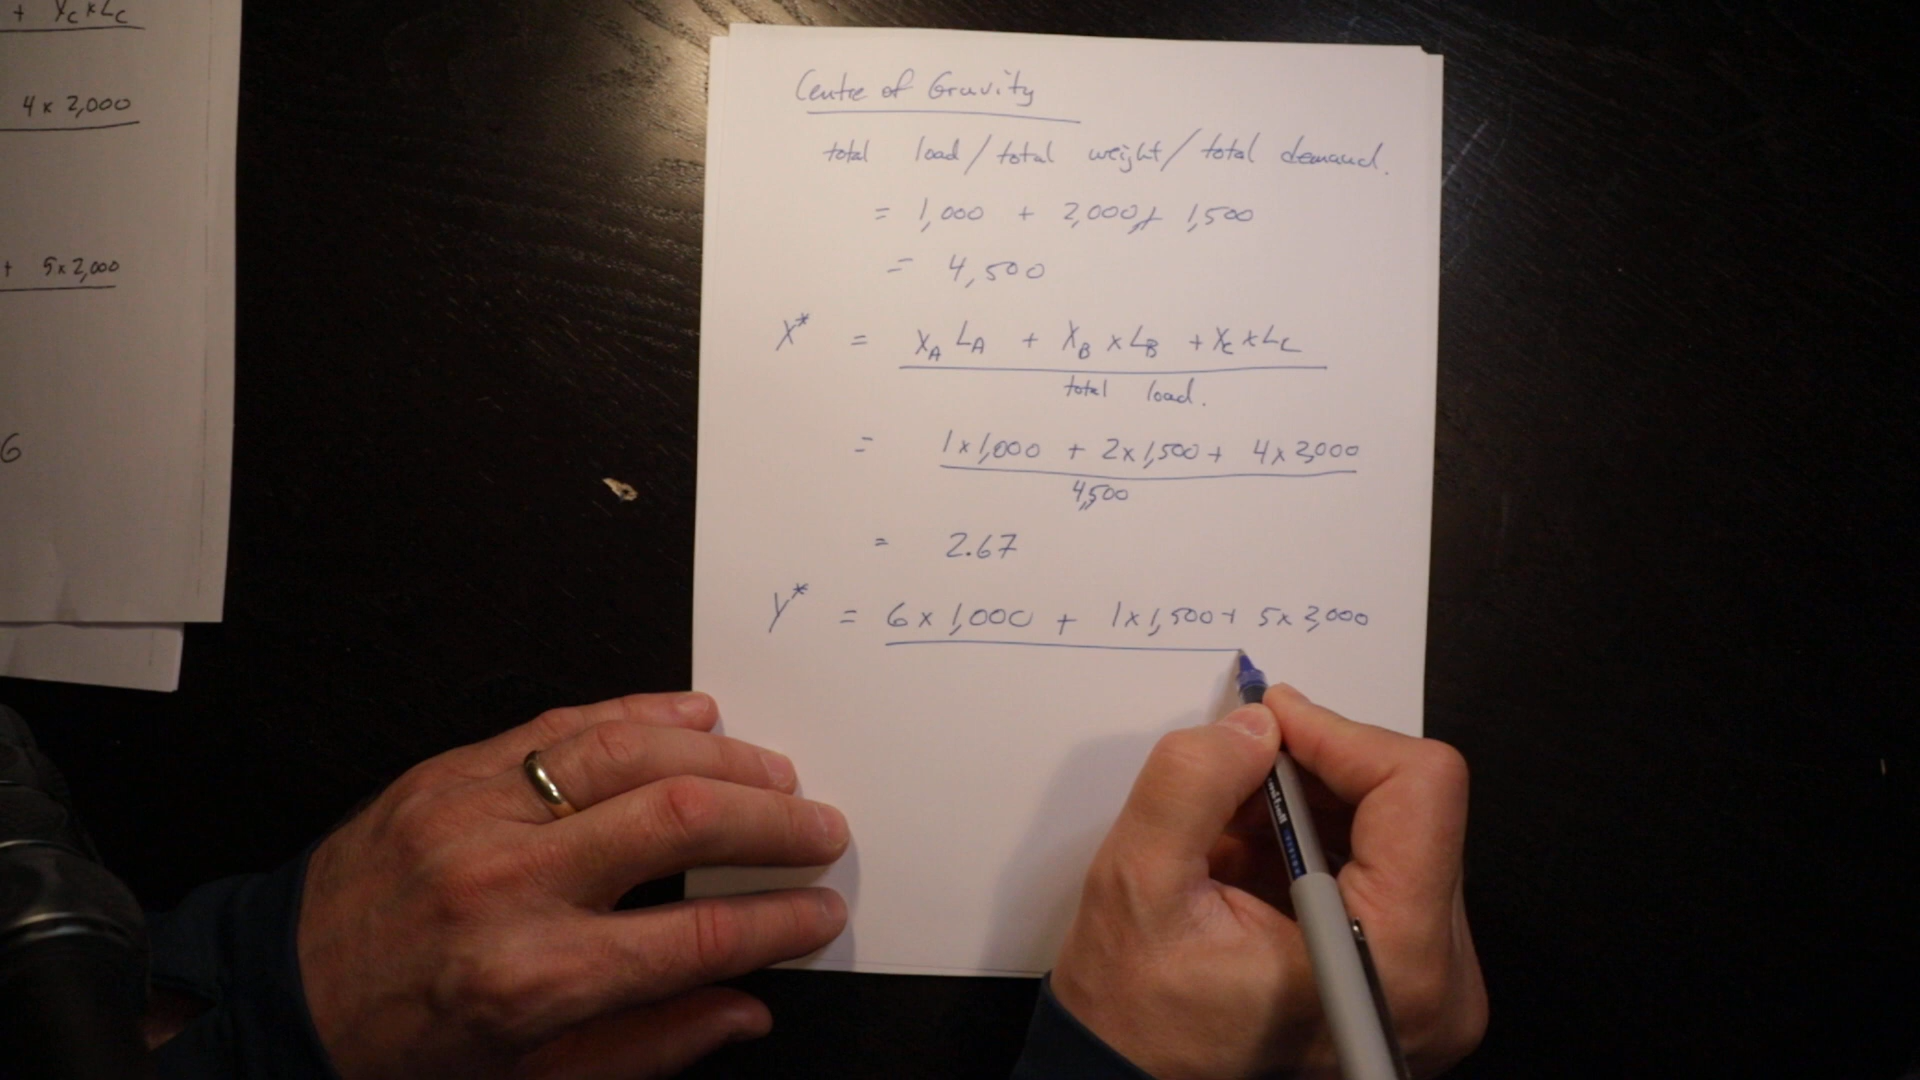 + Xc x Lc
4 x 2,000
+ 5 x 2,000
6
Centre of Gravity
total load / total weight / total demand.
= 1,000 + 2,000 + 1,500
= 4,500
X* = XA LA + XB x LB + Xc x Lc
total load.
= 1 x 1,000 + 2 x 1,500 + 4 x 2,000
4,500
= 2.67
Y* = 6 x 1,000 + 1 x 1,500 + 5 x 2,000